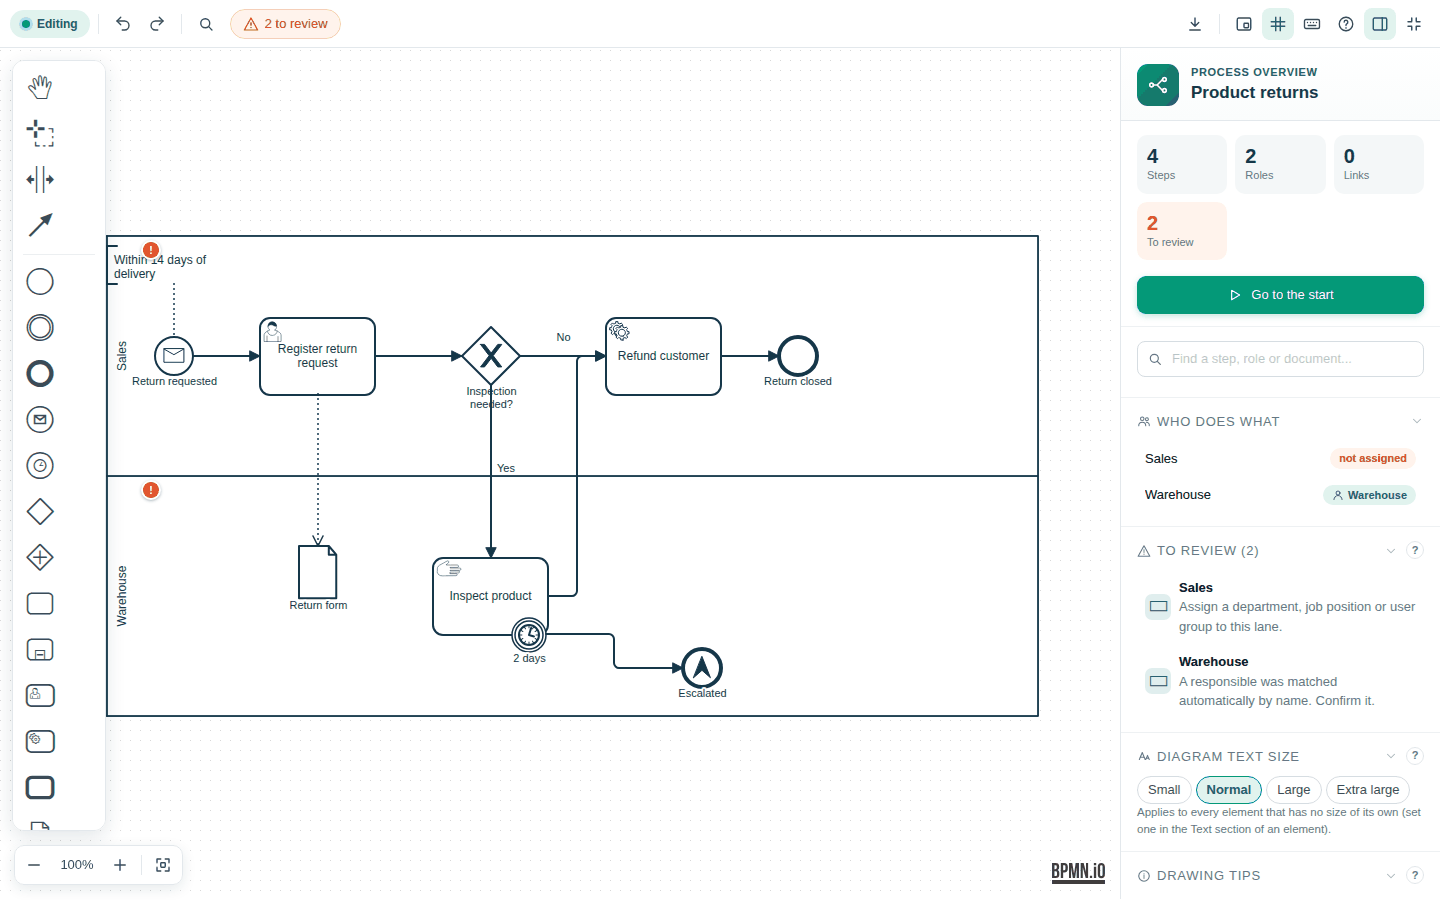 Editing
2 to review
PROCESS OVERVIEW
Product returns
4
Steps
2
Roles
0
Links
2
To review
Go to the start
Find a step, role or document...
WHO DOES WHAT
Sales
not assigned
Warehouse
Warehouse
TO REVIEW (2)
?
Sales
Assign a department, job position or user
group to this lane.
Warehouse
A responsible was matched
automatically by name. Confirm it.
DIAGRAM TEXT SIZE
?
Small
Normal
Large
Extra large
Applies to every element that has no size of its own (set
one in the Text section of an element).
DRAWING TIPS
?
Within 14 days of
delivery
Sales
Return requested
Register return
request
Inspection
needed?
No
Yes
Refund customer
Return closed
Warehouse
Return form
Inspect product
2 days
Escalated
100%
BPMN.iO